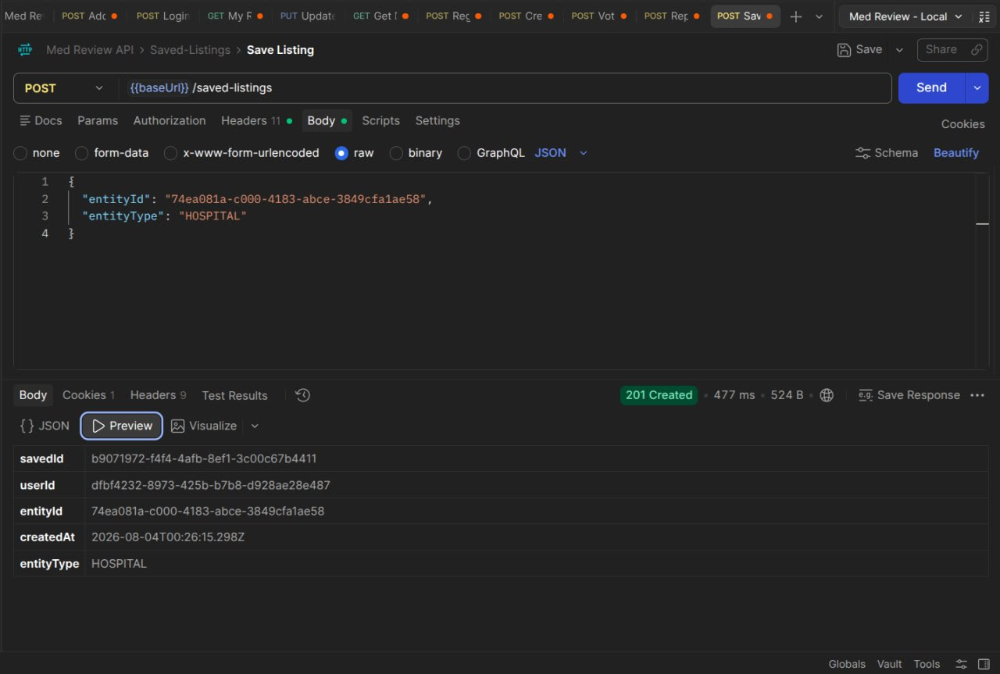 Med Re POST Add POST Login GET My R PUT Update GET Get POST Reg POST Cre POST Vot POST Rep POST Sav Med Review - Local
HTTP Med Review API > Saved-Listings > Save Listing Save Share
POST {{baseUrl}} /saved-listings Send
Docs Params Authorization Headers 11 Body Scripts Settings Cookies
none form-data x-www-form-urlencoded raw binary GraphQL JSON Schema Beautify
1 {
2 "entityId": "74ea081a-c000-4183-abce-3849cfa1ae58",
3 "entityType": "HOSPITAL"
4 }
Body Cookies 1 Headers 9 Test Results 201 Created • 477 ms • 524 B • e.g. Save Response
{} JSON Preview Visualize
savedId b9071972-f4f4-4afb-8ef1-3c00c67b4411
userId dfbf4232-8973-425b-b7b8-d928ae28e487
entityId 74ea081a-c000-4183-abce-3849cfa1ae58
createdAt 2026-08-04T00:26:15.298Z
entityType HOSPITAL
Globals Vault Tools